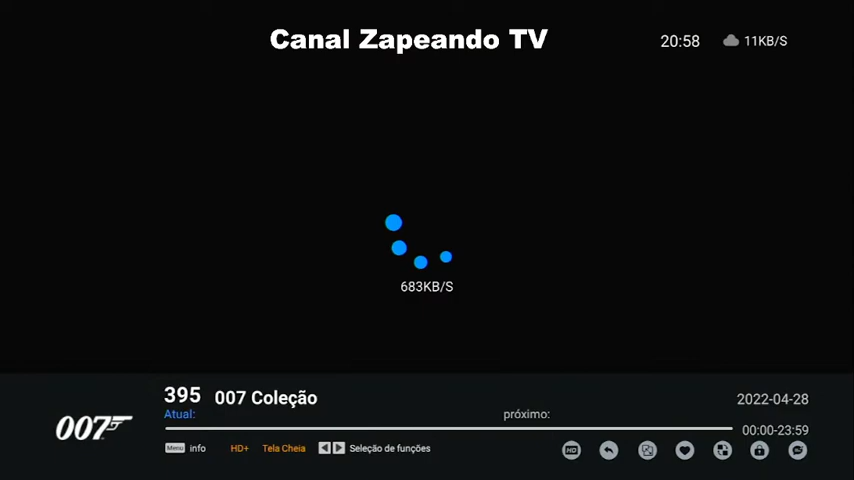 Canal Zapeando TV
20:58
11KB/S
683KB/S
007
395 007 Coleção
2022-04-28
Atual:
próximo:
00:00-23:59
Menu info HD+ Tela Cheia Seleção de funções
HD